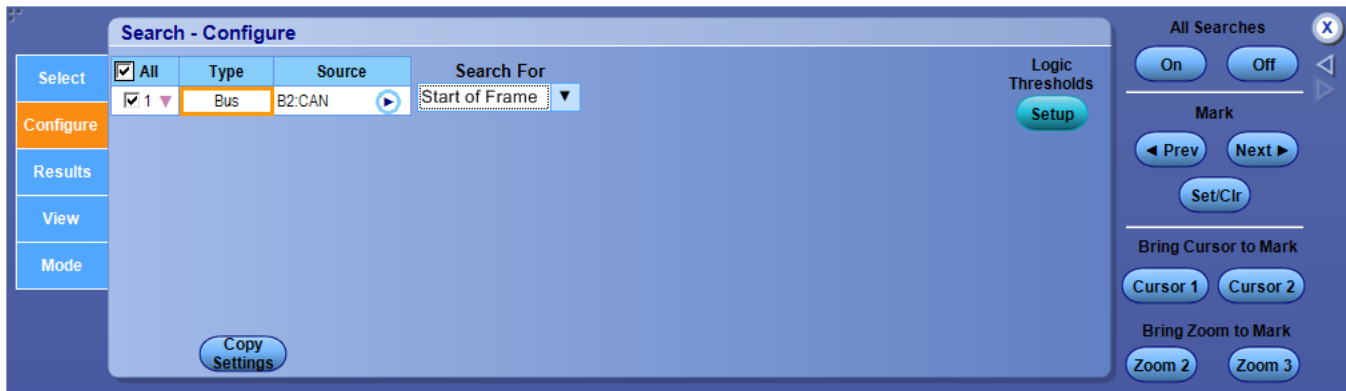 Search - Configure
Select
Configure
Results
View
Mode
All Type Source
1 Bus B2:CAN
Search For
Start of Frame ▼
Logic
Thresholds
Setup
Copy
Settings
All Searches
X
On Off
Mark
◄ Prev Next ►
Set/Clr
Bring Cursor to Mark
Cursor 1 Cursor 2
Bring Zoom to Mark
Zoom 2 Zoom 3